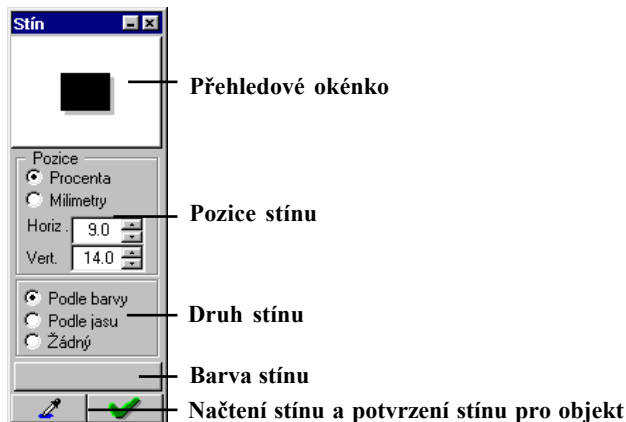 Stín
Přehledové okénko
Pozice
Procenta
Milimetry
Horiz. 9.0
Vert. 14.0
Pozice stínu
Podle barvy
Podle jasu
Žádný
Druh stínu
Barva stínu
Načtení stínu a potvrzení stínu pro objekt